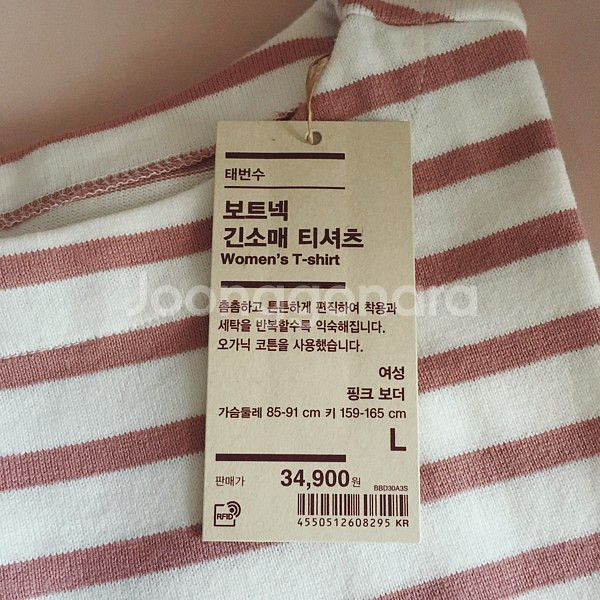 태번수
보트넥
긴소매 티셔츠
Women's T-shirt
Joonggonara
촘촘하고 튼튼하게 편직하여 착용과
세탁을 반복할수록 익숙해집니다.
오가닉 코튼을 사용했습니다.
여성
핑크 보더
가슴둘레 85-91 cm 키 159-165 cm
L
판매가 34,900원 BBD30A3S
RFID
4550512608295 KR